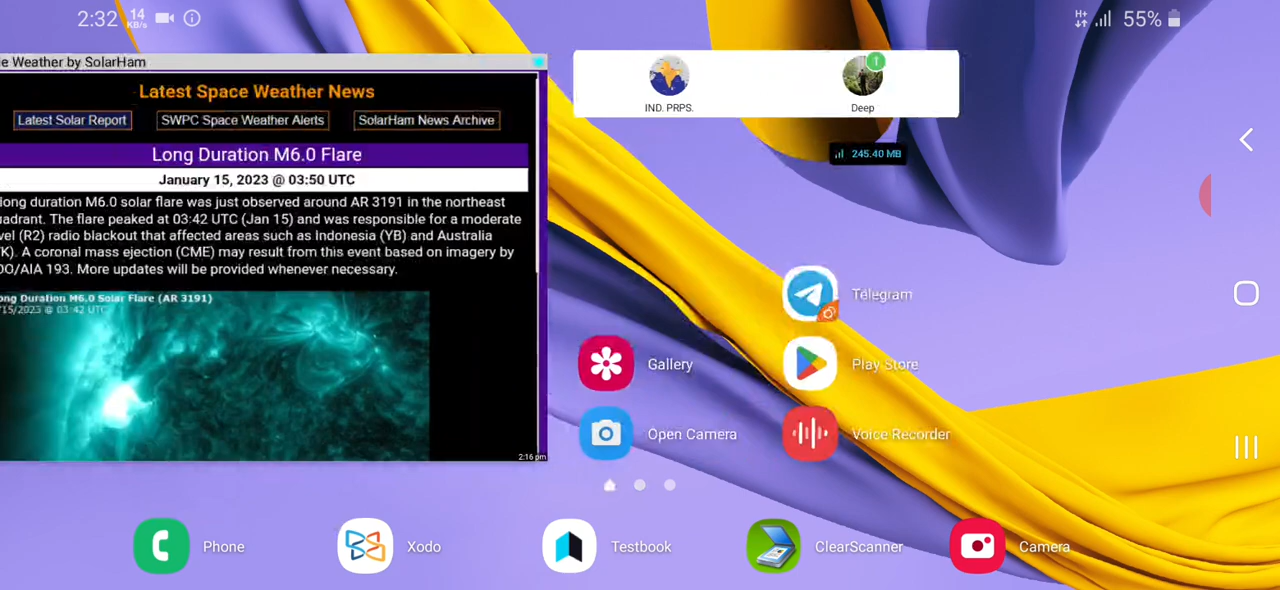 2:32 14 KB/s H+ 55%
e Weather by SolarHam
Latest Space Weather News
Latest Solar Report SWPC Space Weather Alerts SolarHam News Archive
Long Duration M6.0 Flare
January 15, 2023 @ 03:50 UTC
long duration M6.0 solar flare was just observed around AR 3191 in the northeast
uadrant. The flare peaked at 03:42 UTC (Jan 15) and was responsible for a moderate
vel (R2) radio blackout that affected areas such as Indonesia (YB) and Australia
K). A coronal mass ejection (CME) may result from this event based on imagery by
DO/AIA 193. More updates will be provided whenever necessary.
ong Duration M6.0 Solar Flare (AR 3191)
/15/2023 @ 03:42 UTC
2:16 pm
IND. PRPS. Deep
T
245.40 MB
Telegram
Gallery Play Store
Open Camera Voice Recorder
Phone Xodo Testbook ClearScanner Camera